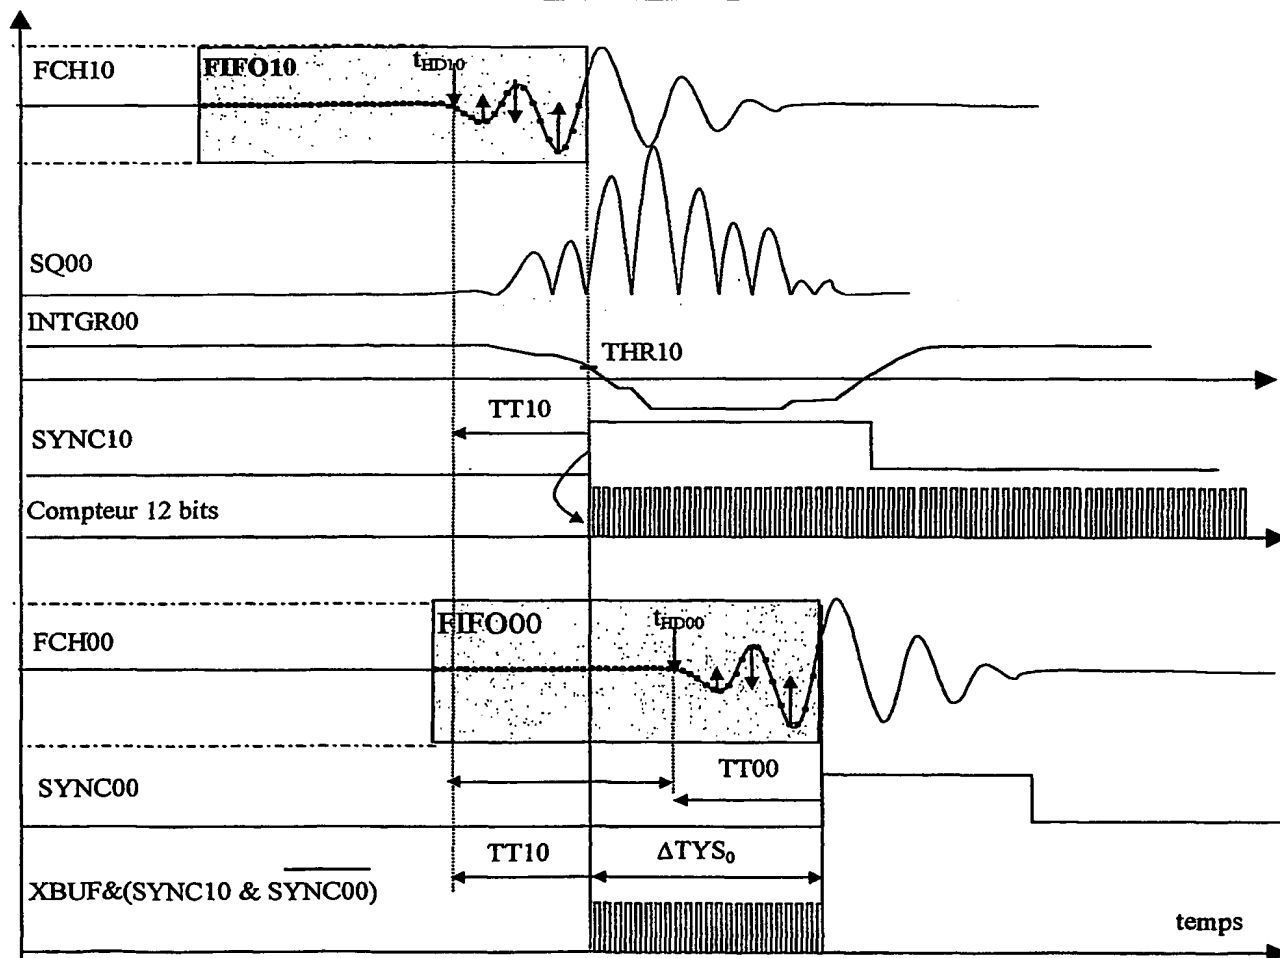 FCH10
FIFO10
tHD10
SQ00
INTGR00
THR10
TT10
SYNC10
Compteur 12 bits
FIFO00
tHD00
FCH00
TT00
SYNC00
TT10
ΔTYS0
XBUF&(SYNC10 & SYNC00)
temps